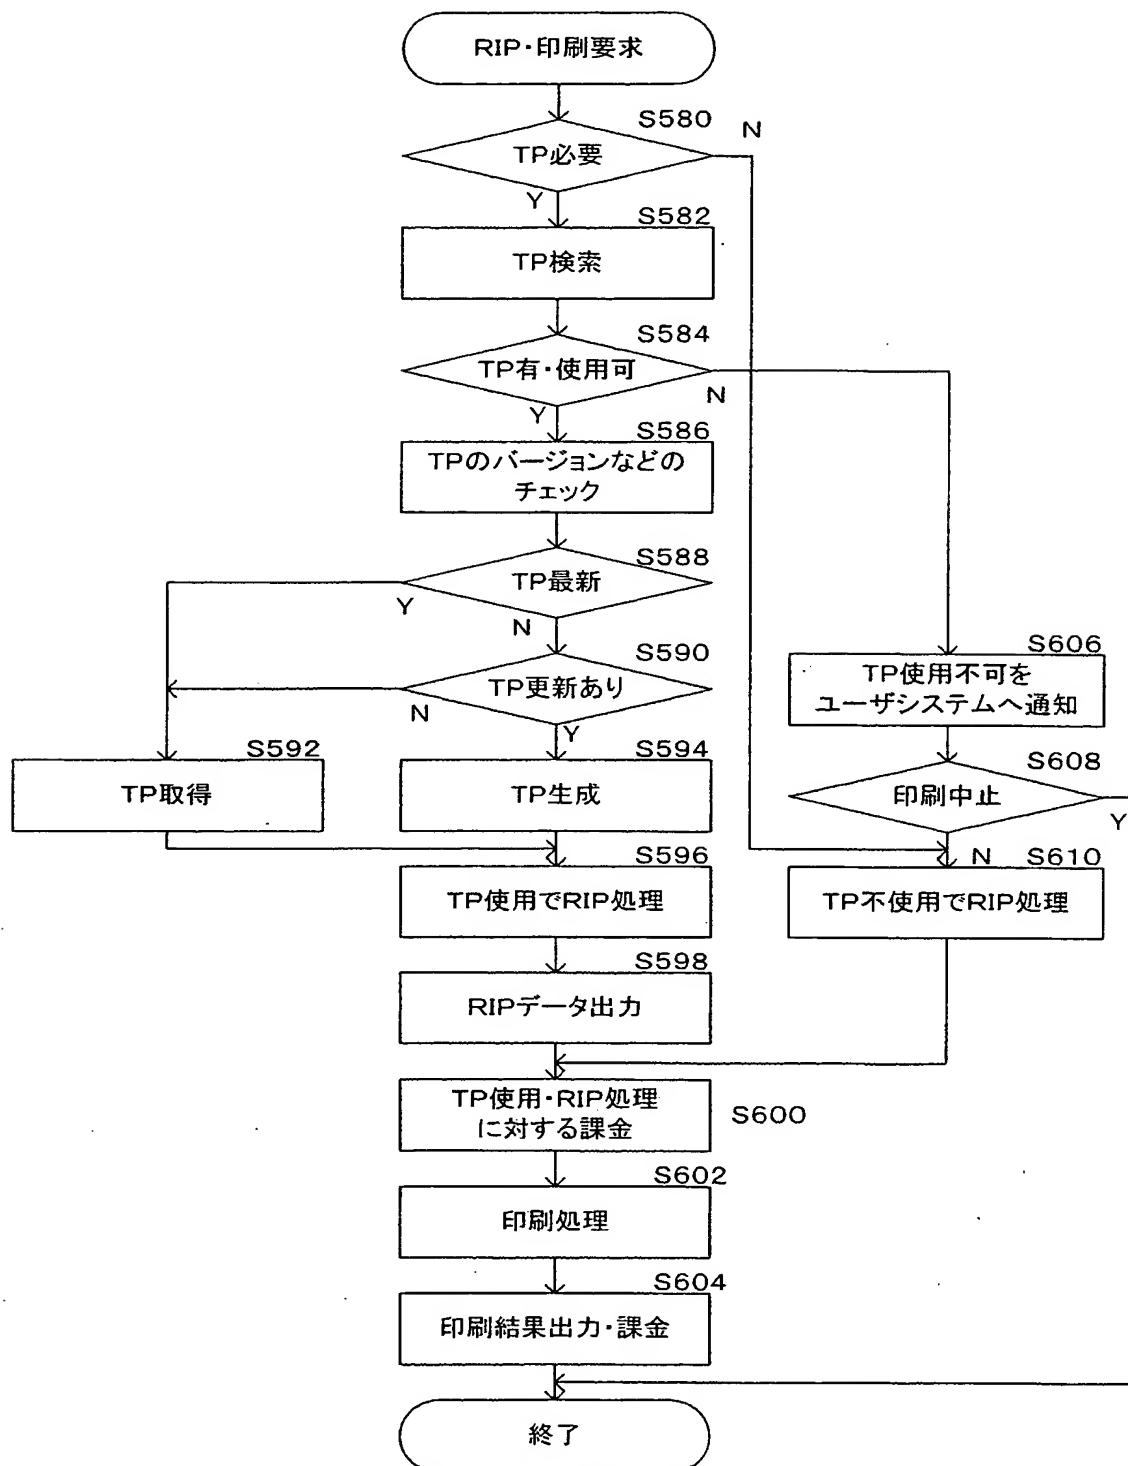 RIP・印刷要求
S580
N
TP必要
Y
S582
TP検索
S584
TP有・使用可
N
Y
S586
TPのバージョンなどの
チェック
S588
TP最新
Y
N
S590
TP更新あり
N
Y
S592
TP取得
S594
TP生成
S606
TP使用不可を
ユーザシステムへ通知
S608
印刷中止
Y
N
S596
TP使用でRIP処理
S610
TP不使用でRIP処理
S598
RIPデータ出力
TP使用・RIP処理
に対する課金
S600
S602
印刷処理
S604
印刷結果出力・課金
終了